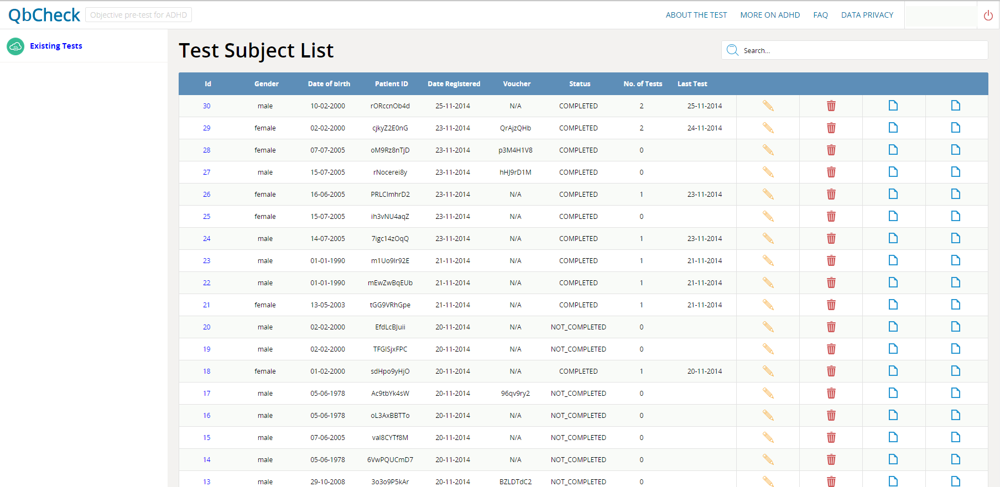 QbCheck Objective pre-test for ADHD ABOUT THE TEST MORE ON ADHD FAQ DATA PRIVACY
Existing Tests
Test Subject List
Search...
Id Gender Date of birth Patient ID Date Registered Voucher Status No. of Tests Last Test
30 male 10-02-2000 rORccnOb4d 25-11-2014 N/A COMPLETED 2 25-11-2014
29 female 02-02-2000 cjkyZ2E0nG 23-11-2014 QrAjzQHb COMPLETED 2 24-11-2014
28 female 07-07-2005 oM9Rz8nTjD 23-11-2014 p3M4H1V8 COMPLETED 0
27 male 15-07-2005 rNocerei8y 23-11-2014 hHJ9rD1M COMPLETED 0
26 female 16-06-2005 PRLCImhrD2 23-11-2014 N/A COMPLETED 1 23-11-2014
25 female 15-07-2005 ih3vNU4aqZ 23-11-2014 N/A COMPLETED 0
24 male 14-07-2005 7igc14zOqQ 23-11-2014 N/A COMPLETED 1 23-11-2014
23 male 01-01-1990 m1Uo9lr92E 21-11-2014 N/A COMPLETED 1 21-11-2014
22 male 01-01-1990 mEwZwBqEUb 21-11-2014 N/A COMPLETED 1 21-11-2014
21 female 13-05-2003 tGG9VRhGpe 21-11-2014 N/A COMPLETED 1 21-11-2014
20 male 02-02-2000 EfdLcBJuii 20-11-2014 N/A NOT_COMPLETED 0
19 male 02-02-2000 TFGISjxFPC 20-11-2014 N/A NOT_COMPLETED 0
18 female 01-02-2000 sdHpo9yHjO 20-11-2014 N/A COMPLETED 1 20-11-2014
17 male 05-06-1978 Ac9tbYk4sW 20-11-2014 96qv9ry2 NOT_COMPLETED 0
16 male 05-06-1978 oL3AxBBTTo 20-11-2014 N/A NOT_COMPLETED 0
15 male 07-06-2005 val8CYTf8M 20-11-2014 N/A NOT_COMPLETED 0
14 male 05-06-1978 6VwPQUCmD7 20-11-2014 N/A NOT_COMPLETED 0
13 male 29-10-2008 3o3o9P5kAr 20-11-2014 BZLDTdC2 NOT_COMPLETED 0